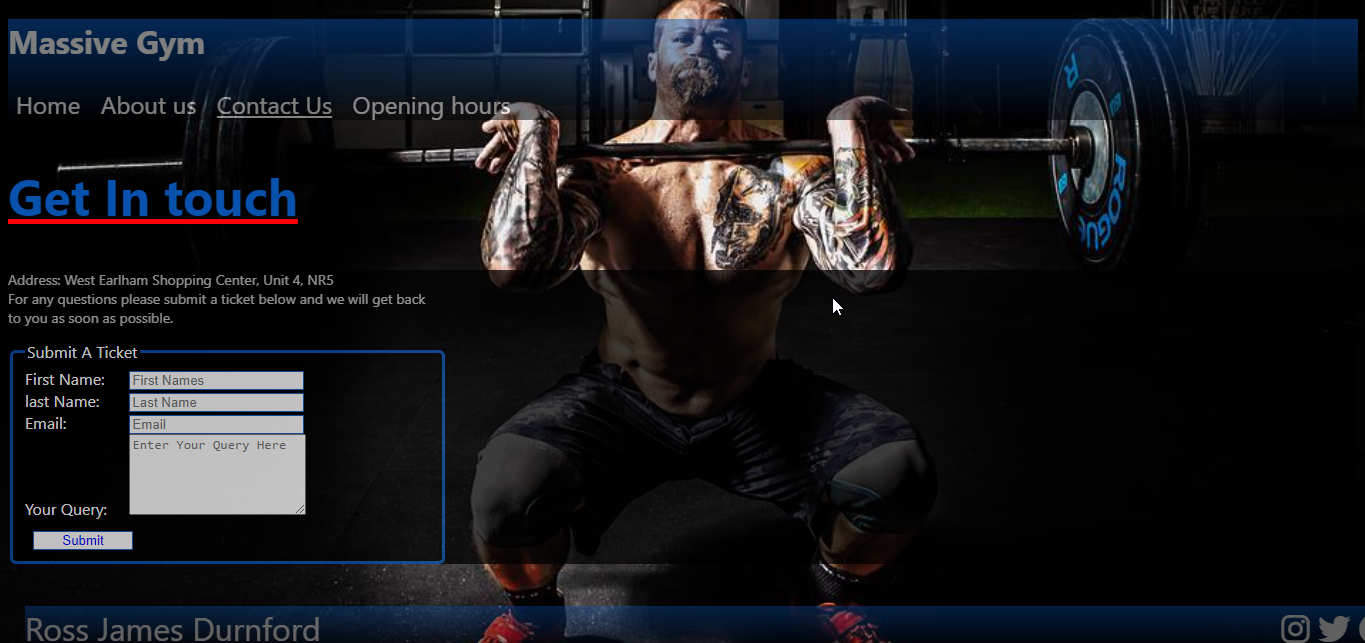 Massive Gym
Home About us Contact Us Opening hours
Get In touch
Address: West Earlham Shopping Center, Unit 4, NR5
For any questions please submit a ticket below and we will get back
to you as soon as possible.
Submit A Ticket
First Name: First Names
last Name: Last Name
Email: Email
Enter Your Query Here
Your Query:
Submit
Ross James Durnford
R
ROGUE